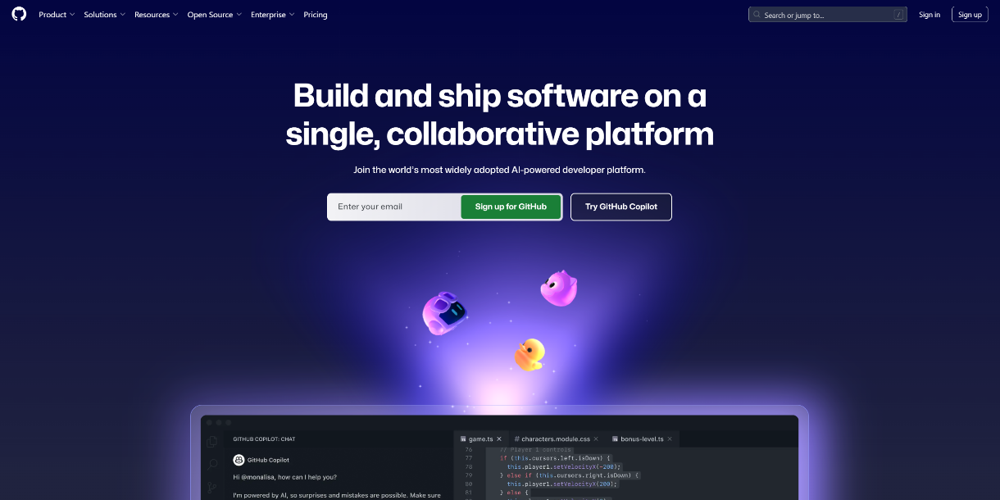 Product Solutions Resources Open Source Enterprise Pricing Search or jump to... / Sign in Sign up
Build and ship software on a
single, collaborative platform
Join the world's most widely adopted AI-powered developer platform.
Enter your email Sign up for GitHub Try GitHub Copilot
GITHUB COPILOT: CHAT
GitHub Copilot
Hi @monalisa, how can I help you?
I'm powered by AI, so surprises and mistakes are possible. Make sure
game.ts # characters.module.css bonus-level.ts
76 // Player 1 controls
77 if (this.cursors.left.isDown) {
78 this.player1.setVelocityX(-200);
79 } else if (this.cursors.right.isDown) {
80 this.player1.setVelocityX(200);
81 } else {